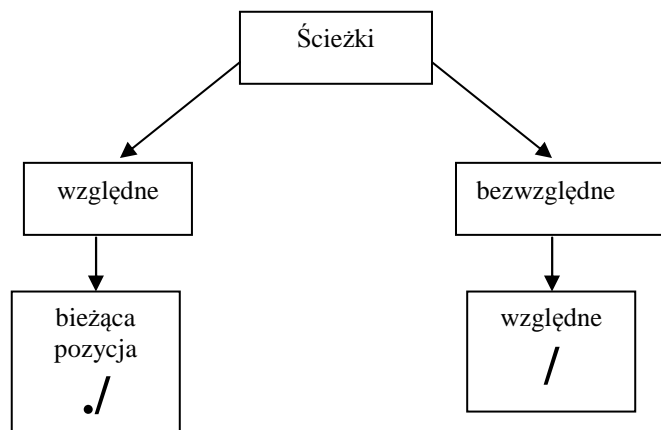 Ścieżki
względne
bezwzględne
bieżąca
pozycja
./
względne
/